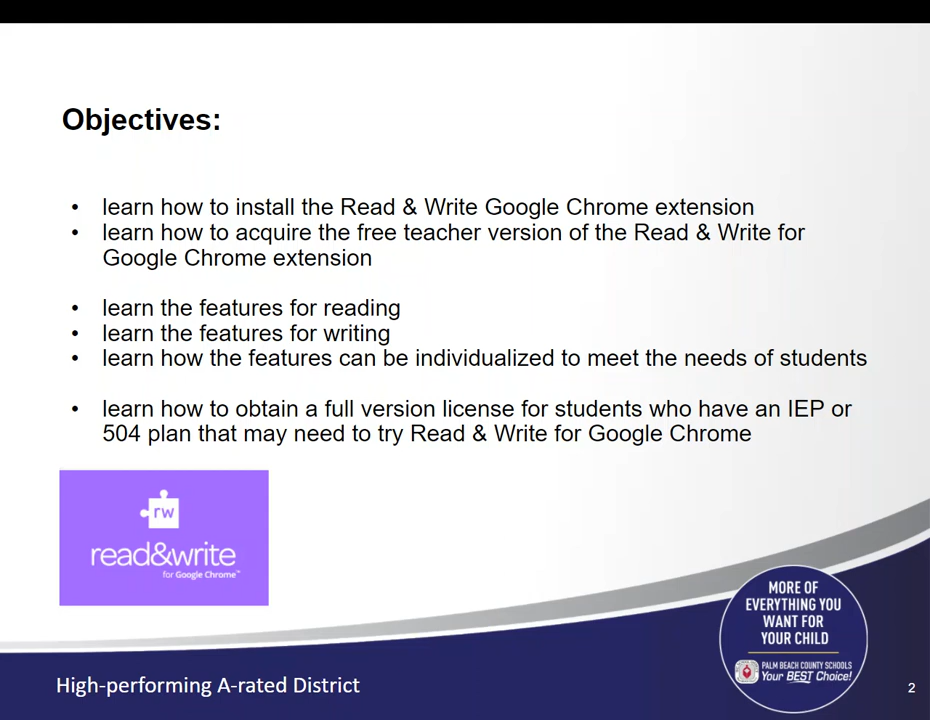 Objectives:
• learn how to install the Read & Write Google Chrome extension
• learn how to acquire the free teacher version of the Read & Write for
Google Chrome extension
• learn the features for reading
• learn the features for writing
• learn how the features can be individualized to meet the needs of students
• learn how to obtain a full version license for students who have an IEP or
504 plan that may need to try Read & Write for Google Chrome
rw
read&write
for Google Chrome™
MORE OF
EVERYTHING YOU
WANT FOR
YOUR CHILD
PALM BEACH COUNTY SCHOOLS
Your BEST Choice!
High-performing A-rated District
2